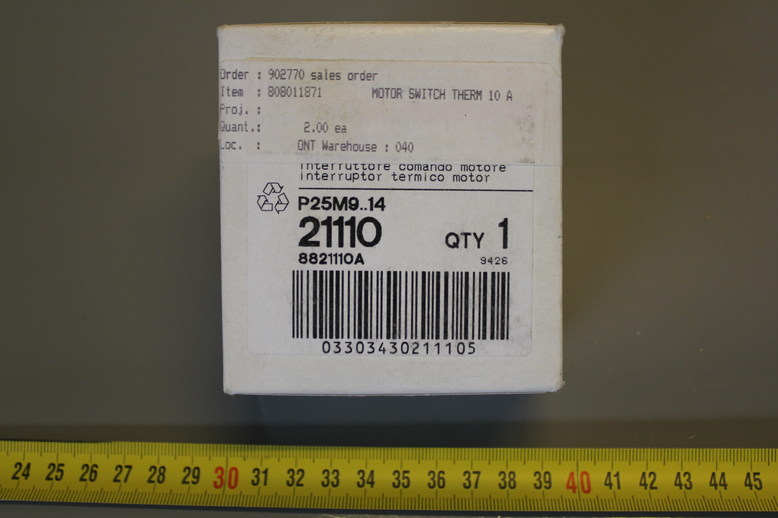 Order : 902770 sales order
Item : 808011871 MOTOR SWITCH THERM 10 A
Proj. :
Quant.: 2.00 ea
Loc. : ONT Warehouse : 040
interruttore comando motore
interruptor termico motor
P25M9..14
21110 QTY 1
8821110A 9426
03303430211105
24 25 26 27 28 29 30 31 32 33 34 35 36 37 38 39 40 41 42 43 44 45